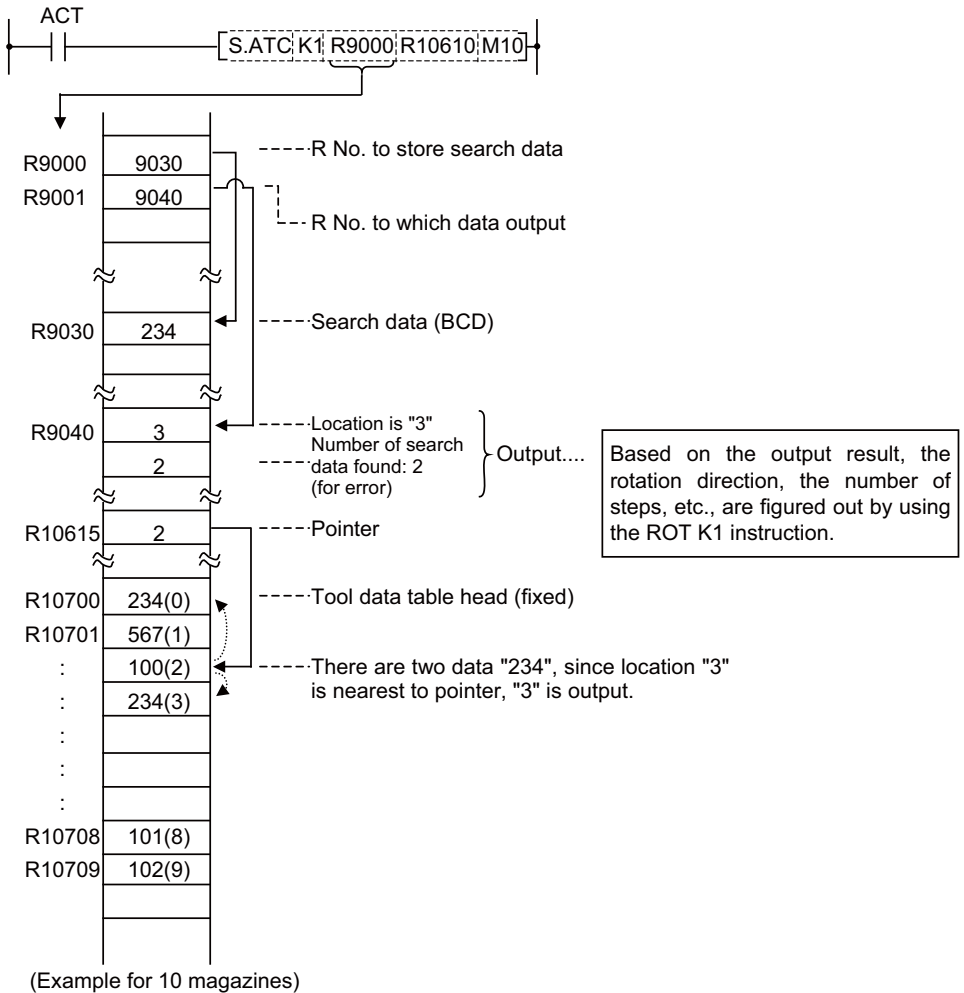 ACT
S.ATC K1 R9000 R10610 M10
R9000 9030 R No. to store search data
R9001 9040
R No. to which data output
R9030 234 Search data (BCD)
R9040 3 Location is "3"
Number of search
2 data found: 2
(for error)
Output....
Based on the output result, the
rotation direction, the number of
steps, etc., are figured out by using
the ROT K1 instruction.
R10615 2 Pointer
R10700 234(0) Tool data table head (fixed)
R10701 567(1)
: 100(2) There are two data "234", since location "3"
is nearest to pointer, "3" is output.
: 234(3)
:
:
:
R10708 101(8)
R10709 102(9)
(Example for 10 magazines)